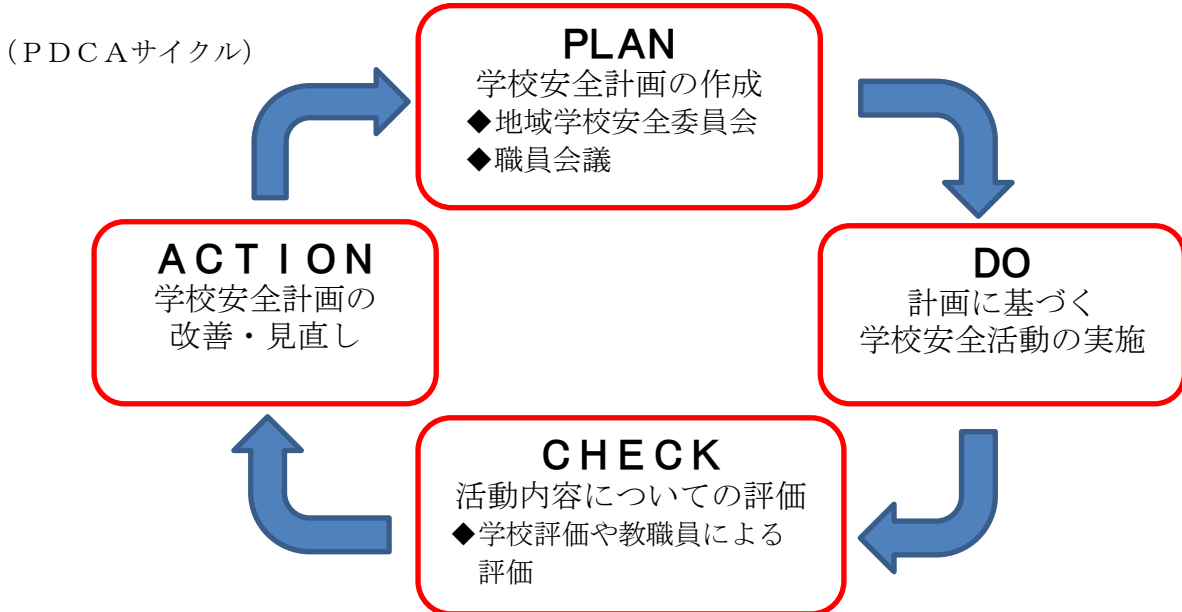 （ＰＤＣＡサイクル）
PLAN
学校安全計画の作成
◆地域学校安全委員会
◆職員会議
DO
計画に基づく
学校安全活動の実施
ＣＨＥＣＫ
活動内容についての評価
◆学校評価や教職員による
評価
ＡＣＴＩＯＮ
学校安全計画の
改善・見直し